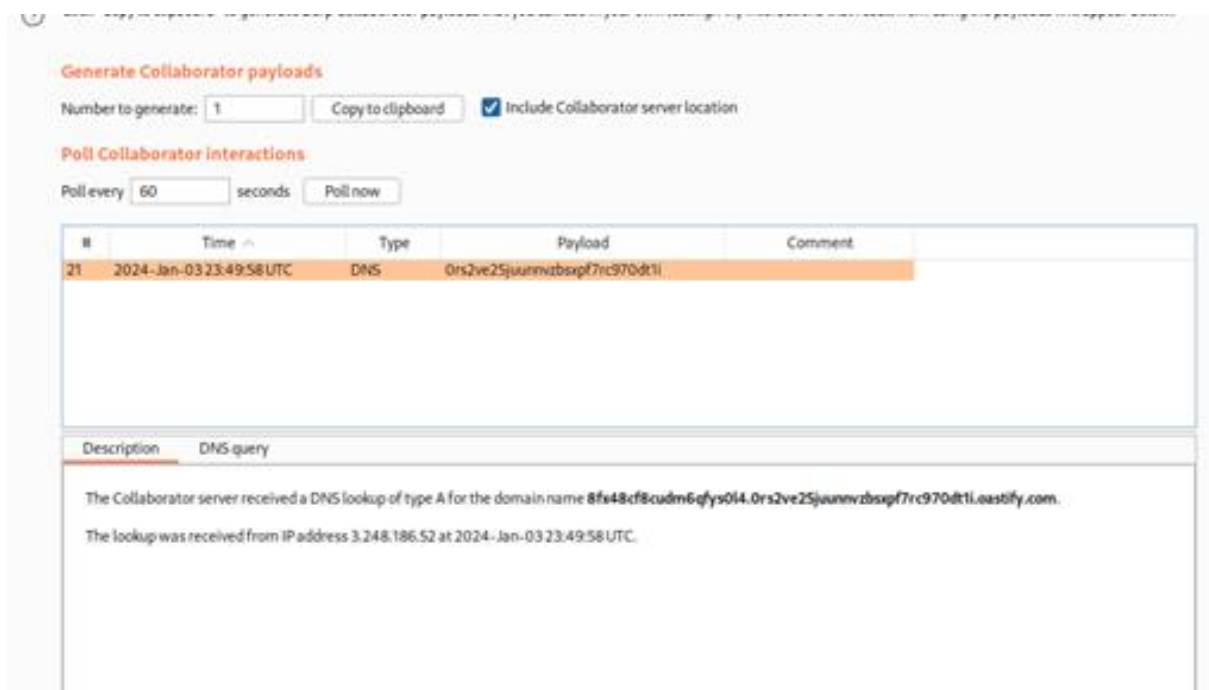 Generate Collaborator payloads
Number to generate: 1 Copy to clipboard Include Collaborator server location
Poll Collaborator interactions
Poll every 60 seconds Poll now
# Time Type Payload Comment
21 2024-Jan-03 23:49:58 UTC DNS 0rs2ve25juunnvzbsxpf7rc970dt1i
Description DNS query
The Collaborator server received a DNS lookup of type A for the domain name 8fx48cf8cudm6qfys0l4.0rs2ve25juunnvzbsxpf7rc970dt1i.oastify.com.
The lookup was received from IP address 3.248.186.52 at 2024-Jan-03 23:49:58 UTC.